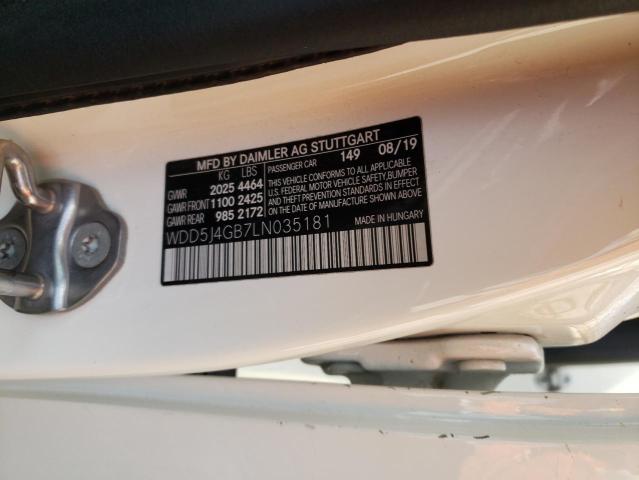 MFD BY DAIMLER AG STUTTGART
KG LBS PASSENGER CAR 149 08/19
GVWR 2025 4464
GAWR FRONT 1100 2425
GAWR REAR 985 2172
THIS VEHICLE CONFORMS TO ALL APPLICABLE
U.S. FEDERAL MOTOR VEHICLE SAFETY, BUMPER
AND THEFT PREVENTION STANDARDS IN EFFECT
ON THE DATE OF MANUFACTURE SHOWN ABOVE
MADE IN HUNGARY
WDD5J4GB7LN035181